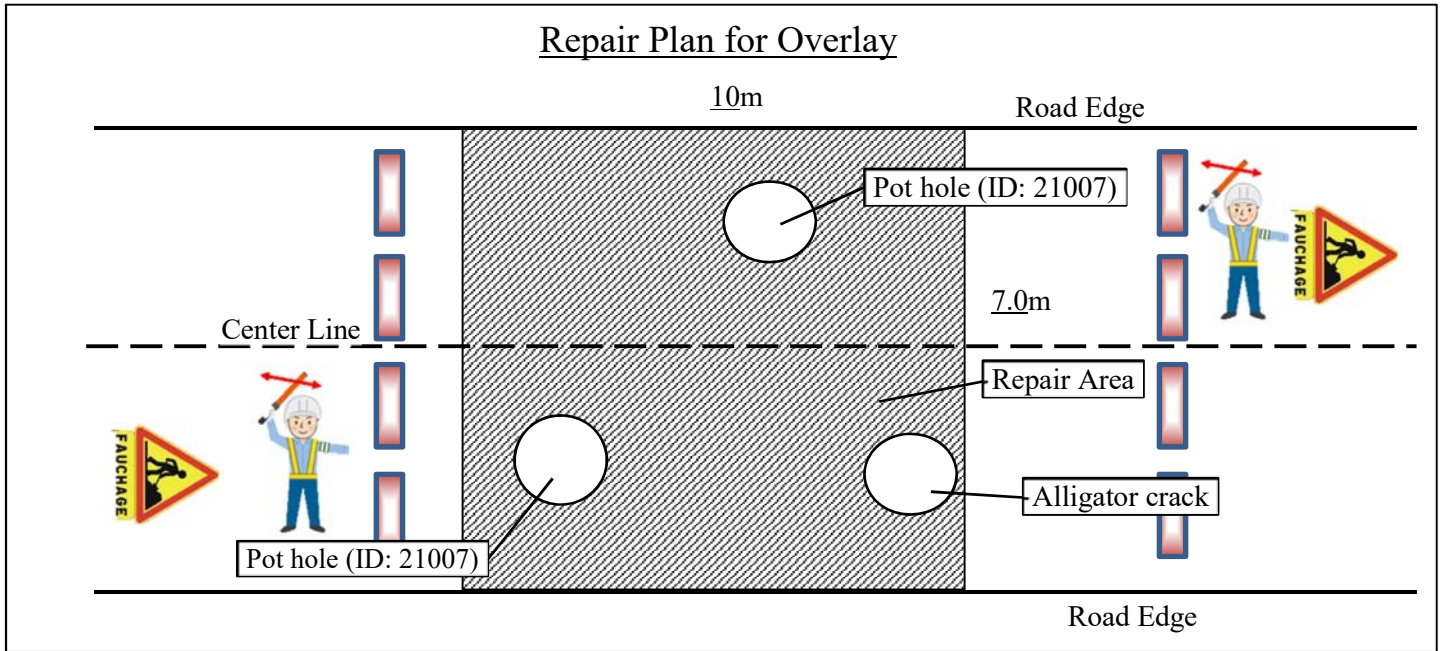 Repair Plan for Overlay
10m
Road Edge
Pot hole (ID: 21007)
FAUCHAGE
7.0m
Center Line
Repair Area
FAUCHAGE
Alligator crack
Pot hole (ID: 21007)
Road Edge